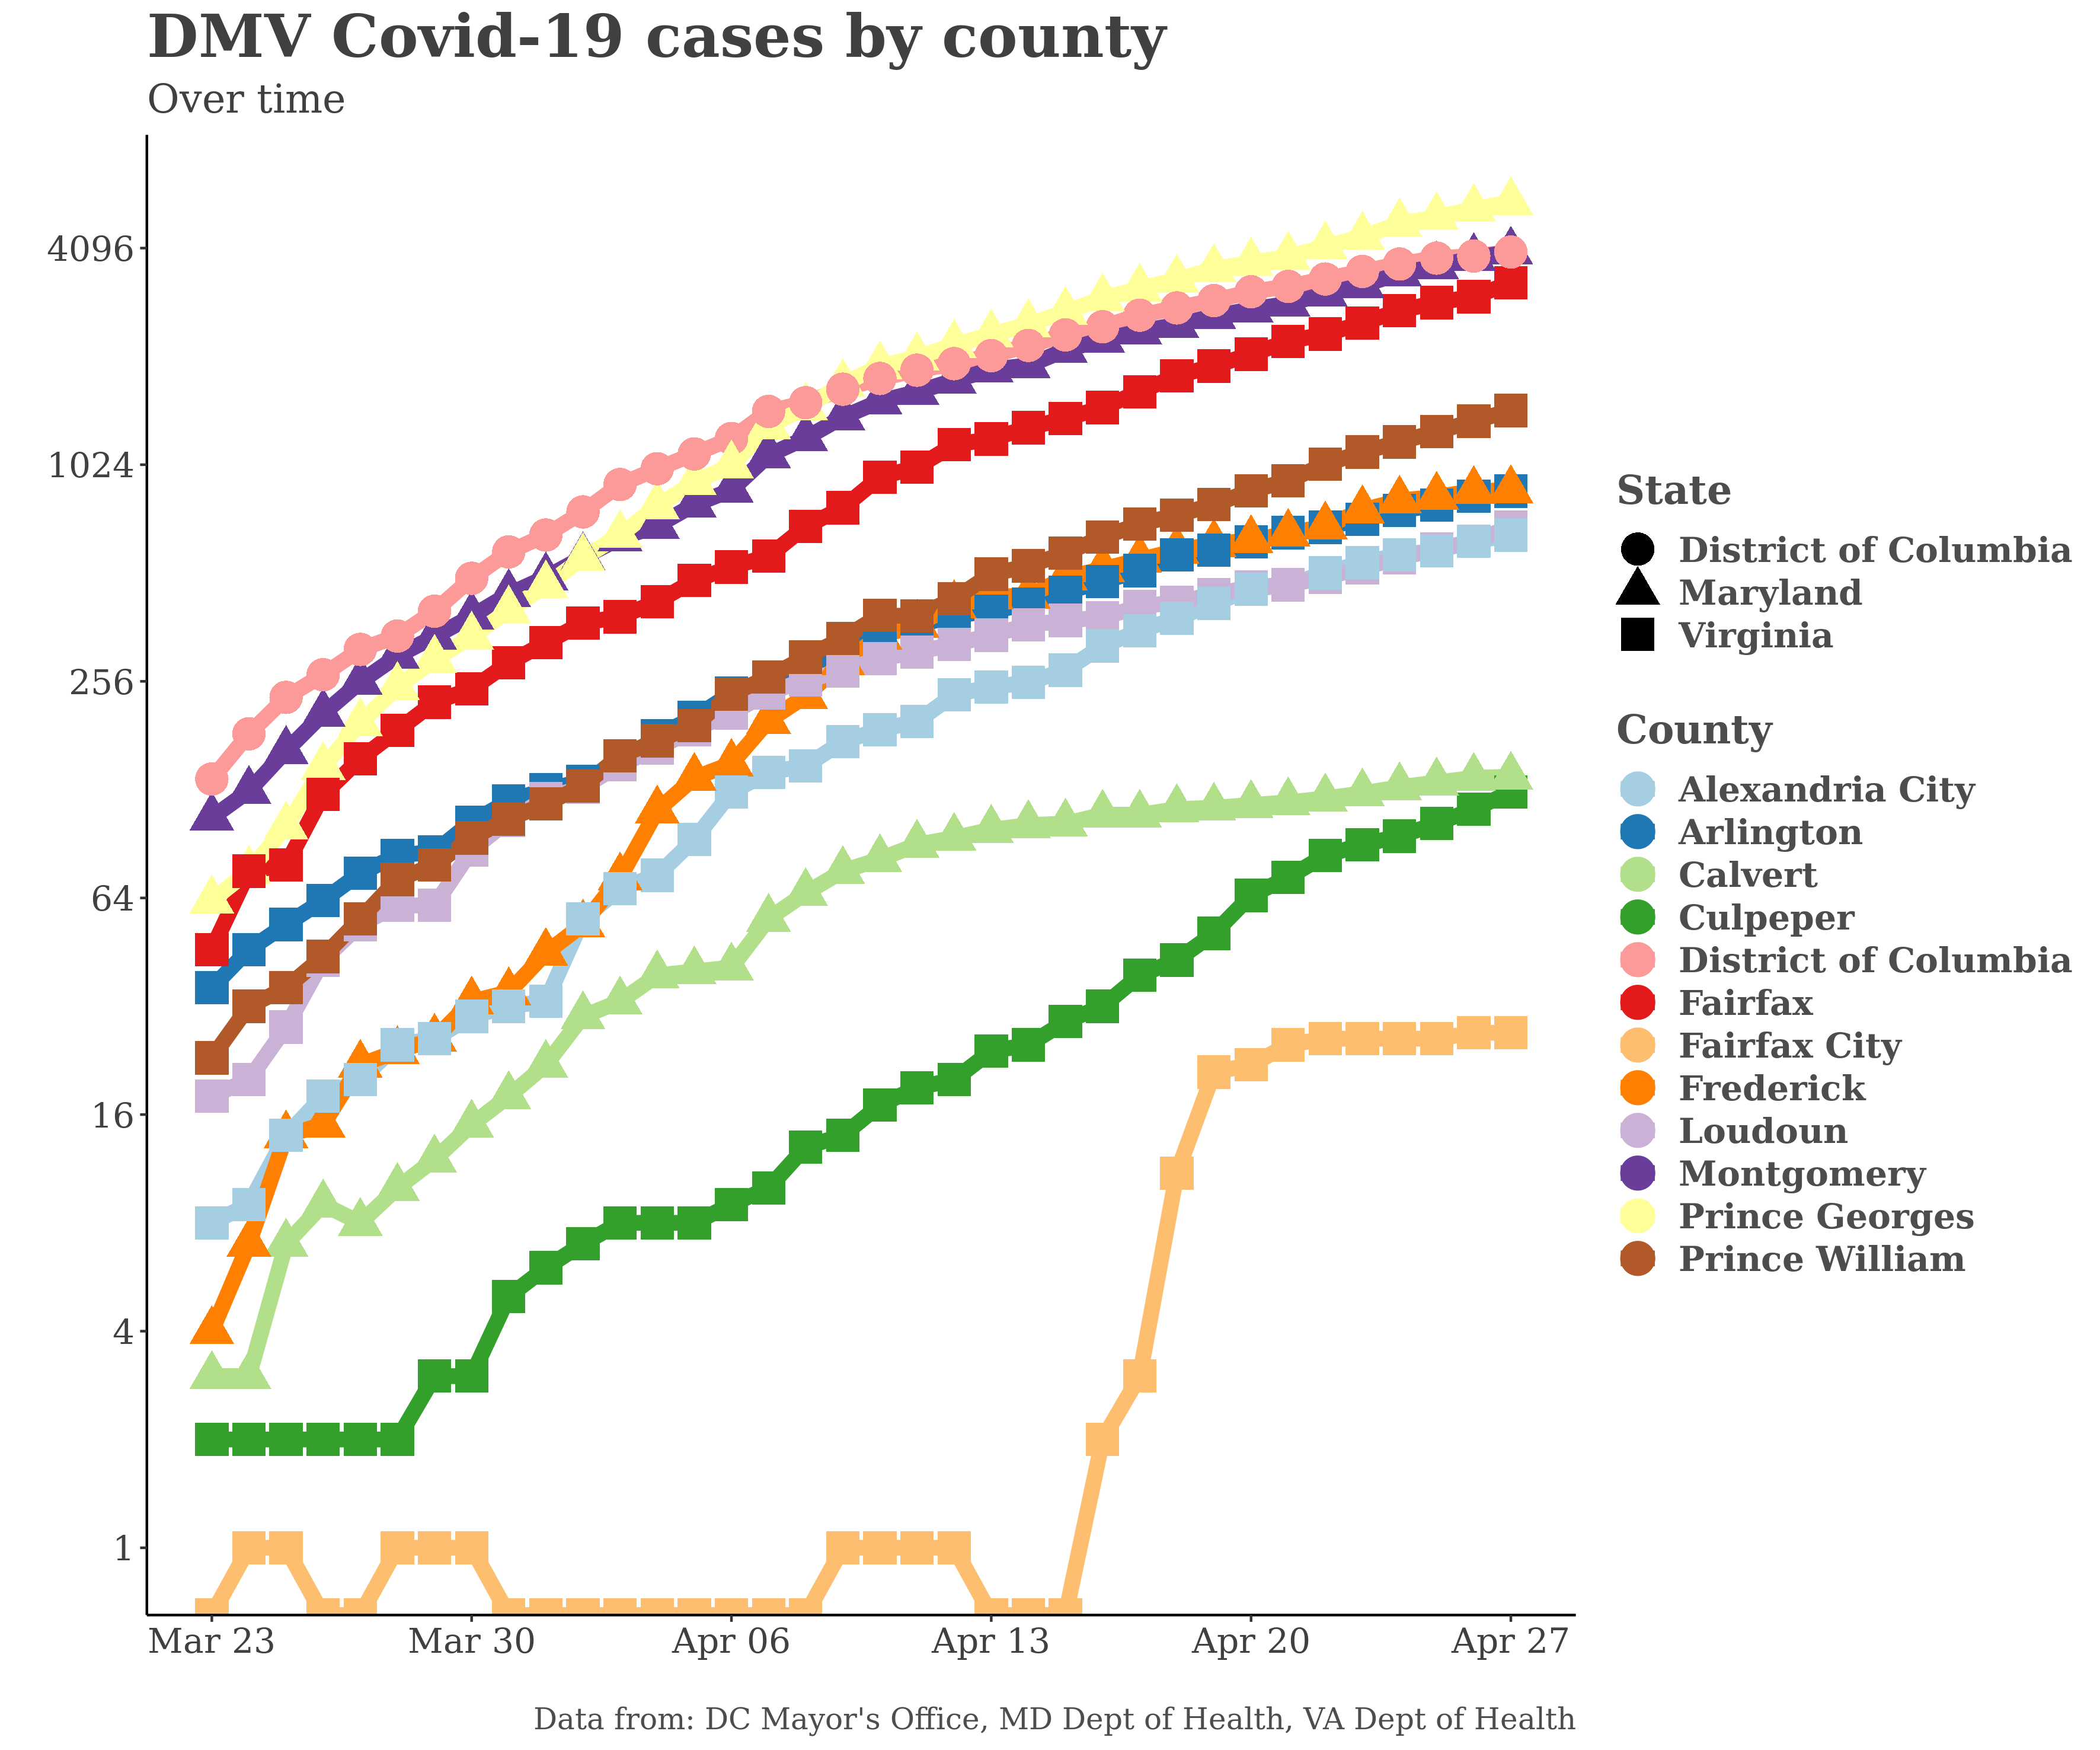 DMV Covid-19 cases by county
Over time
4096
1024
256
64
16
4
1
Mar 23
Mar 30
Apr 06
Apr 13
Apr 20
Apr 27
State
District of Columbia
Maryland
Virginia
County
Alexandria City
Arlington
Calvert
Culpeper
District of Columbia
Fairfax
Fairfax City
Frederick
Loudoun
Montgomery
Prince Georges
Prince William
Data from: DC Mayor's Office, MD Dept of Health, VA Dept of Health